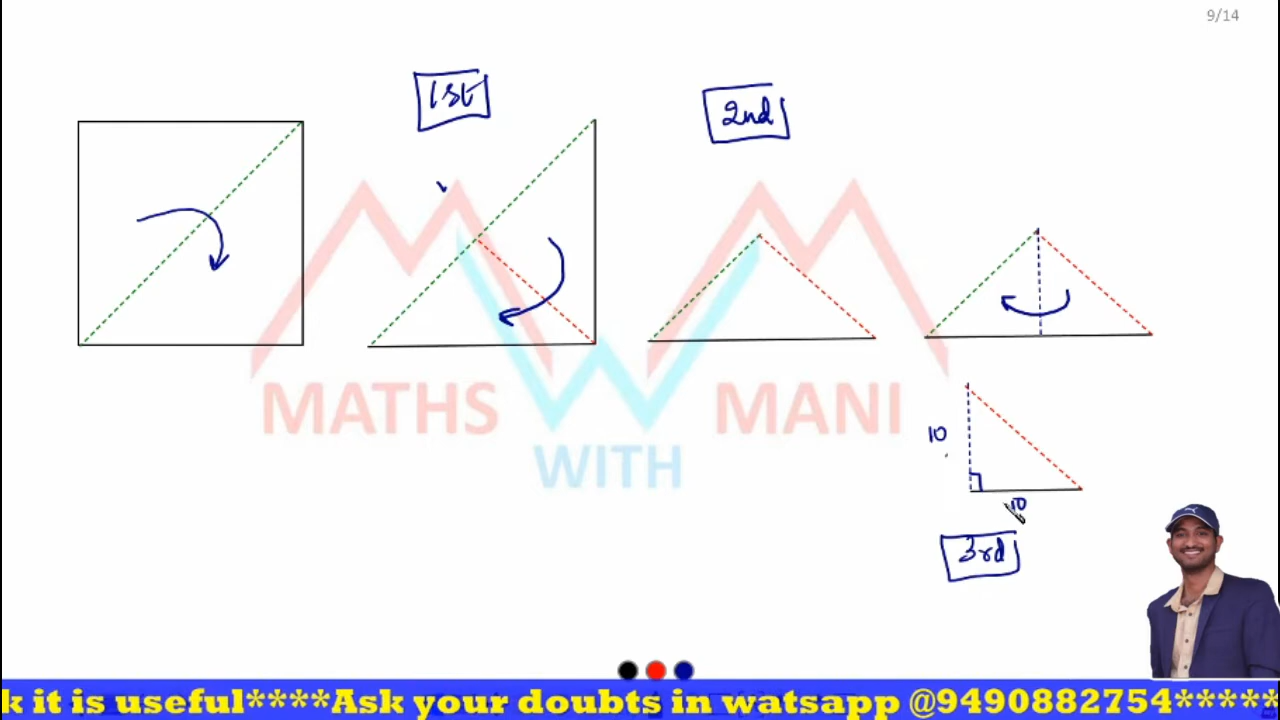 9/14
1st
2nd
MATHS
WITH
MANI
10
10
3rd
k it is useful****Ask your doubts in watsapp @9490882754*****